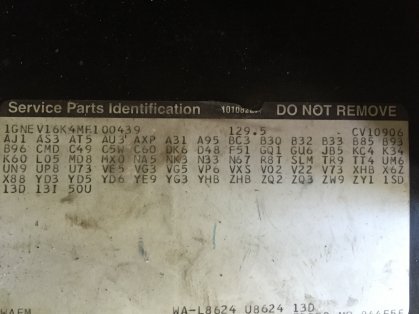 Service Parts Identification DO NOT REMOVE
1GNEV16K4MF100439 129.5 CV10906
AJ1 AS3 AT5 AU3 AXP A31 A95 BC3 B30 B32 B33 B85 B93
B96 CMD C49 C5W C60 DK6 D4B F51 GQ1 GU6 JB5 KC4 K34
K60 L05 MD8 MX0 NA5 NK3 N33 N67 R8T SLM TR9 TT4 UM6
UN9 UP8 U73 VE5 VG3 VG5 VP6 VXS V02 V22 V73 XHB X6Z
X88 YD3 YD5 YD6 YE9 YG3 YHB ZHB ZQ2 ZQ3 ZW9 ZY1 1SD
13D 13I 50U
WA-L8624 U8624 13D